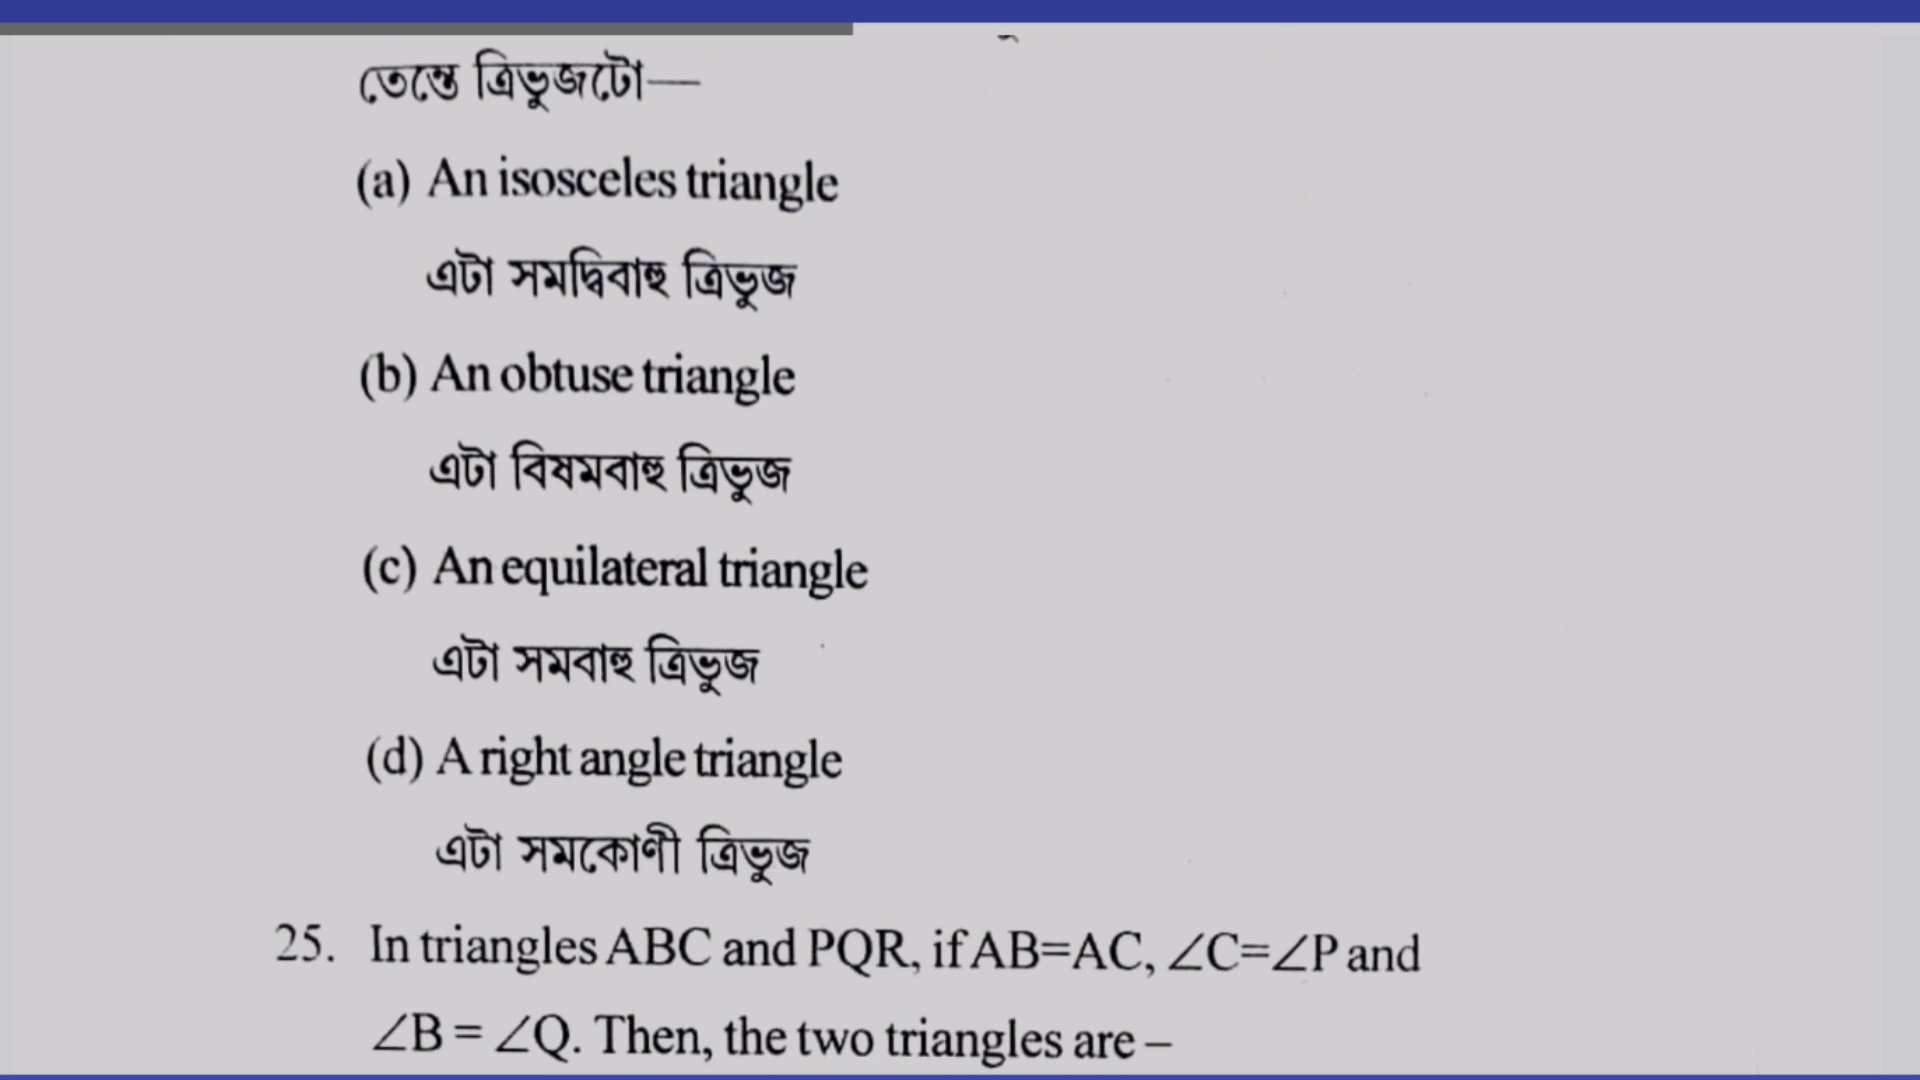 তেন্তে ত্ৰিভুজটো—
(a) An isosceles triangle
এটা সমদ্বিবাহু ত্ৰিভুজ
(b) An obtuse triangle
এটা বিষমবাহু ত্ৰিভুজ
(c) An equilateral triangle
এটা সমবাহু ত্ৰিভুজ
(d) A right angle triangle
এটা সমকোণী ত্ৰিভুজ
25. In triangles ABC and PQR, if AB=AC, ∠C=∠P and
∠B = ∠Q. Then, the two triangles are –